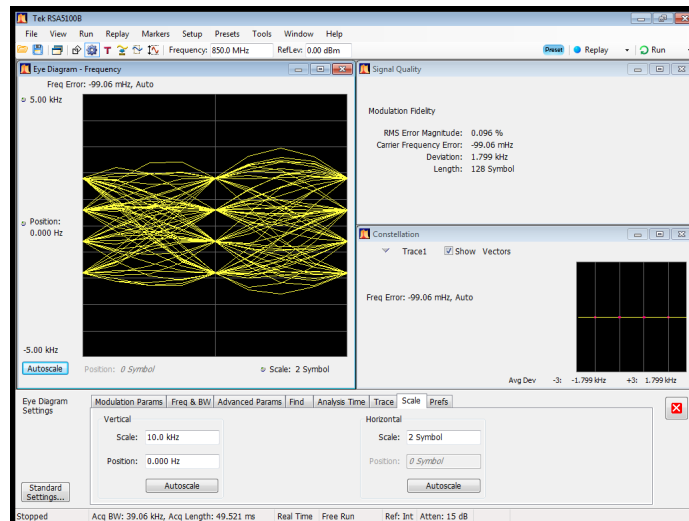 Tek RSA5100B
File View Run Replay Markers Setup Presets Tools Window Help
T Frequency: 850.0 MHz RefLev: 0.00 dBm Preset Replay Run
Eye Diagram - Frequency
Freq Error: -99.06 mHz, Auto
5.00 kHz
Position:
0.000 Hz
-5.00 kHz
Autoscale Position: 0 Symbol Scale: 2 Symbol
Signal Quality
Modulation Fidelity
RMS Error Magnitude: 0.096 %
Carrier Frequency Error: -99.06 mHz
Deviation: 1.799 kHz
Length: 128 Symbol
Constellation
Trace1 Show Vectors
Freq Error: -99.06 mHz, Auto
Avg Dev -3: -1.799 kHz +3: 1.799 kHz
Eye Diagram
Settings
Modulation Params Freq & BW Advanced Params Find Analysis Time Trace Scale Prefs
Vertical
Scale: 10.0 kHz
Position: 0.000 Hz
Autoscale
Horizontal
Scale: 2 Symbol
Position: 0 Symbol
Autoscale
Standard
Settings...
Stopped Acq BW: 39.06 kHz, Acq Length: 49.521 ms Real Time Free Run Ref: Int Atten: 15 dB